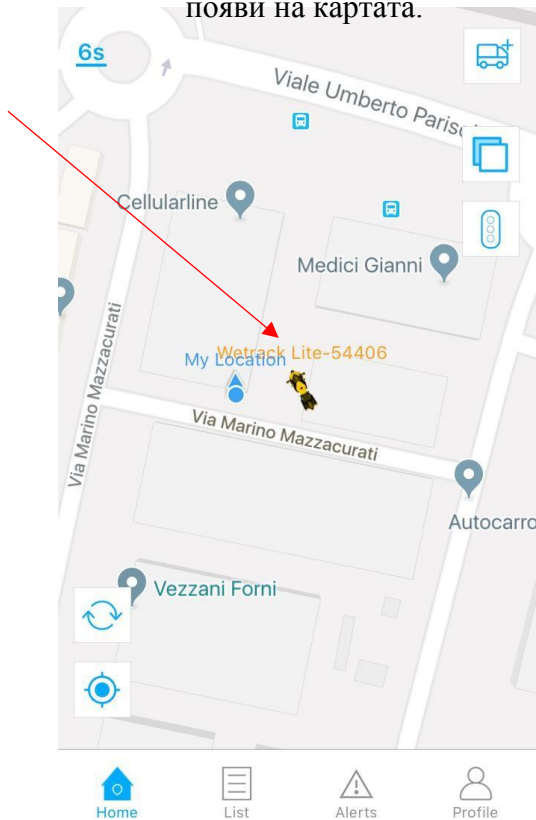 появи на картата.
6s
Viale Umberto Paris
Cellularline
Medici Gianni
Wetrack Lite-54406
My Location
Via Marino Mazzacurati
Via Marino Mazzacurati
Autocarro
Vezzani Forni
Home
List
Alerts
Profile